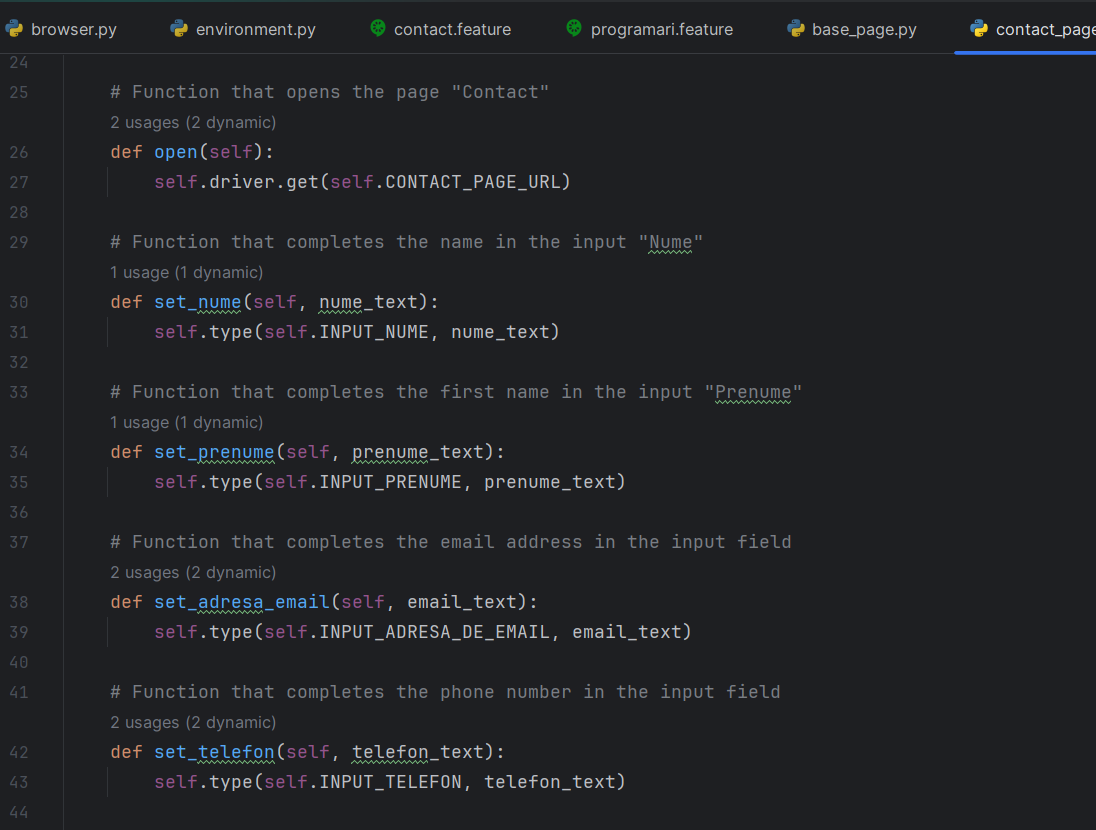 browser.py environment.py contact.feature programari.feature base_page.py contact_page
24
25 # Function that opens the page "Contact"
2 usages (2 dynamic)
26 def open(self):
27 self.driver.get(self.CONTACT_PAGE_URL)
28
29 # Function that completes the name in the input "Nume"
1 usage (1 dynamic)
30 def set_nume(self, nume_text):
31 self.type(self.INPUT_NUME, nume_text)
32
33 # Function that completes the first name in the input "Prenume"
1 usage (1 dynamic)
34 def set_prenume(self, prenume_text):
35 self.type(self.INPUT_PRENUME, prenume_text)
36
37 # Function that completes the email address in the input field
2 usages (2 dynamic)
38 def set_adresa_email(self, email_text):
39 self.type(self.INPUT_ADRESA_DE_EMAIL, email_text)
40
41 # Function that completes the phone number in the input field
2 usages (2 dynamic)
42 def set_telefon(self, telefon_text):
43 self.type(self.INPUT_TELEFON, telefon_text)
44